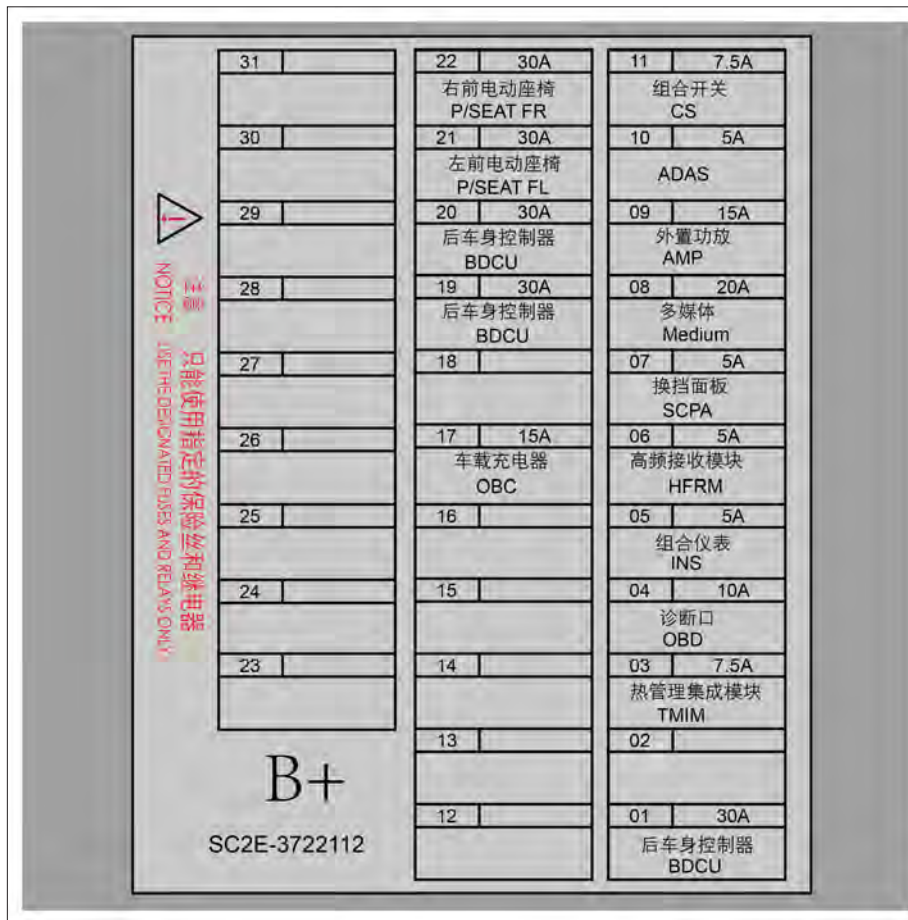 31
30
29
28
27
26
25
24
23
B+
SC2E-3722112
22 30A
右前电动座椅
P/SEAT FR
21 30A
左前电动座椅
P/SEAT FL
20 30A
后车身控制器
BDCU
19 30A
后车身控制器
BDCU
18
17 15A
车载充电器
OBC
16
15
14
13
12
11 7.5A
组合开关
CS
10 5A
ADAS
09 15A
外置功放
AMP
08 20A
多媒体
Medium
07 5A
换挡面板
SCPA
06 5A
高频接收模块
HFRM
05 5A
组合仪表
INS
04 10A
诊断口
OBD
03 7.5A
热管理集成模块
TMIM
02
01 30A
后车身控制器
BDCU
!
注意 只能使用指定的保险丝和继电器
NOTICE USE THE DESIGNATED FUSES AND RELAYS ONLY